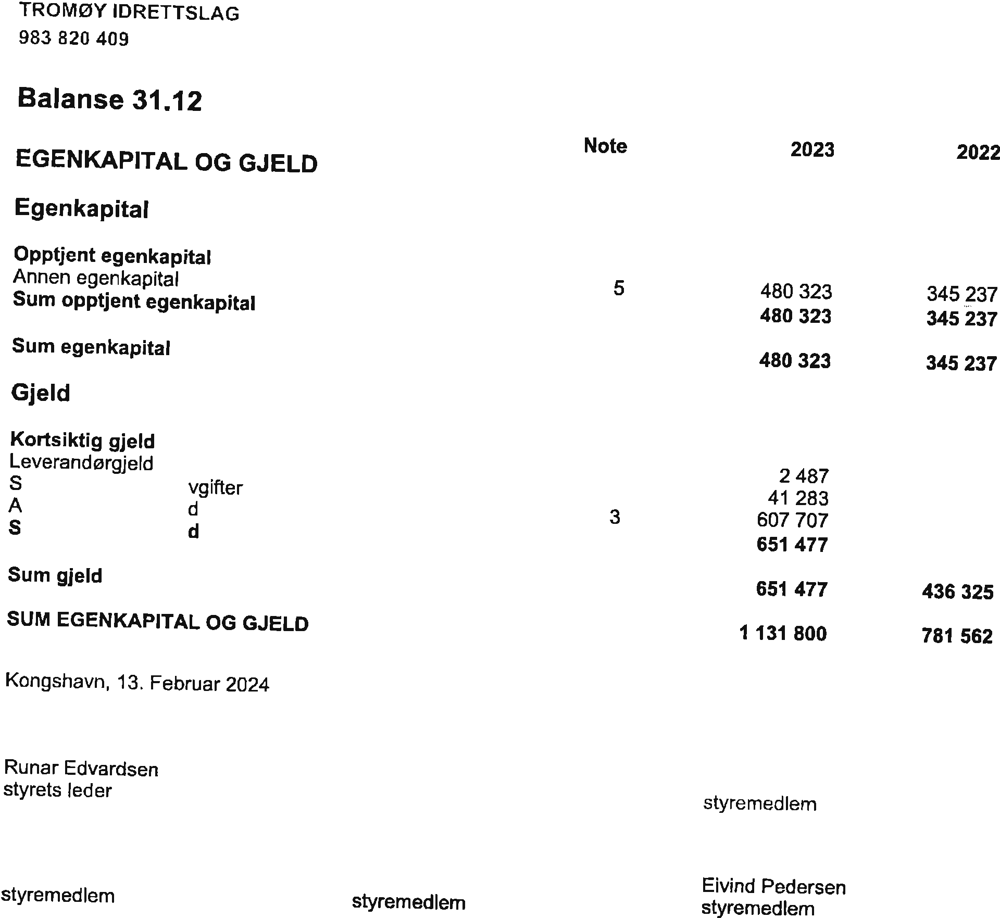 TROMØY IDRETTSLAG
983 820 409
Balanse 31.12
EGENKAPITAL OG GJELD Note 2023 2022
Egenkapital
Opptjent egenkapital
Annen egenkapital 5 480 323 345 237
Sum opptjent egenkapital 480 323 345 237
Sum egenkapital 480 323 345 237
Gjeld
Kortsiktig gjeld
Leverandørgjeld 2 487
S vgifter 41 283
A d 3 607 707
S d 651 477
Sum gjeld 651 477 436 325
SUM EGENKAPITAL OG GJELD 1 131 800 781 562
Kongshavn, 13. Februar 2024
Runar Edvardsen
styrets leder styremedlem
Eivind Pedersen
styremedlem styremedlem styremedlem